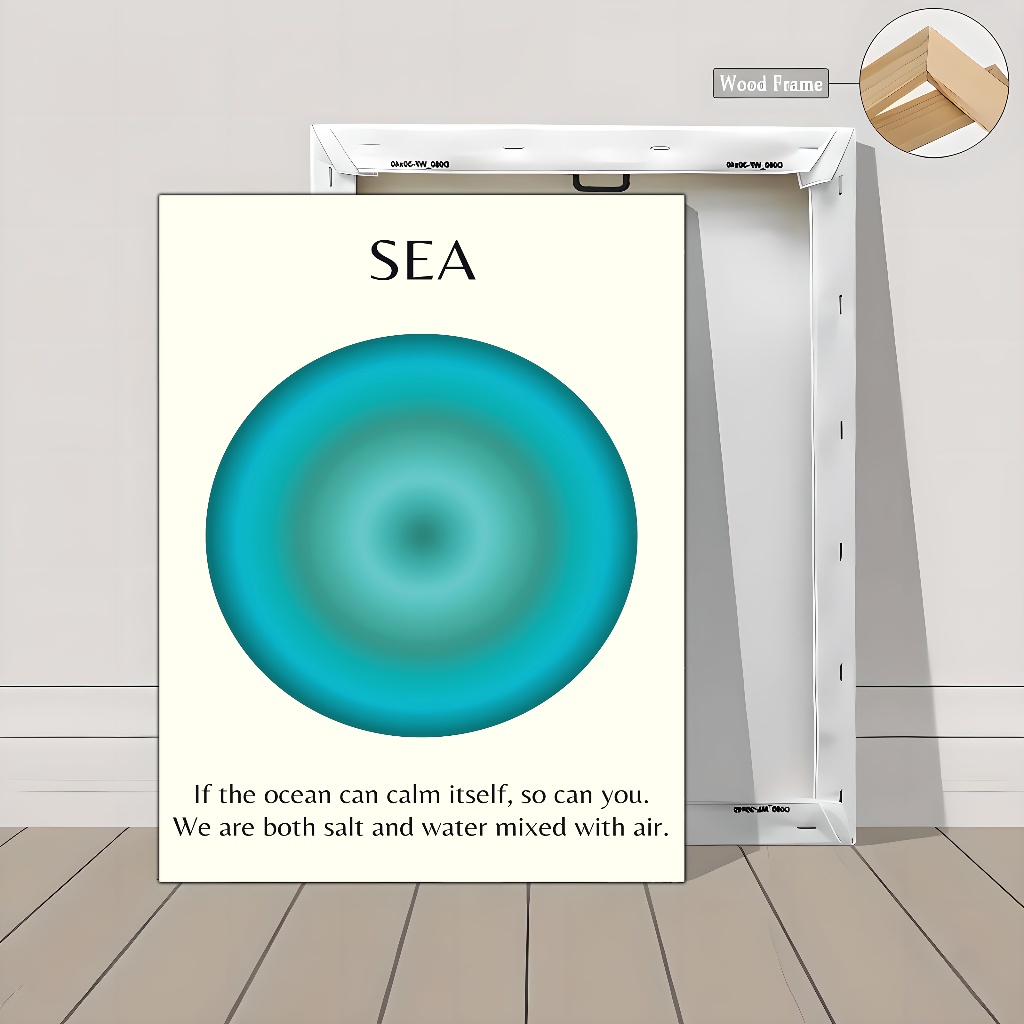 Wood Frame
SEA
If the ocean can calm itself, so can you.
We are both salt and water mixed with air.